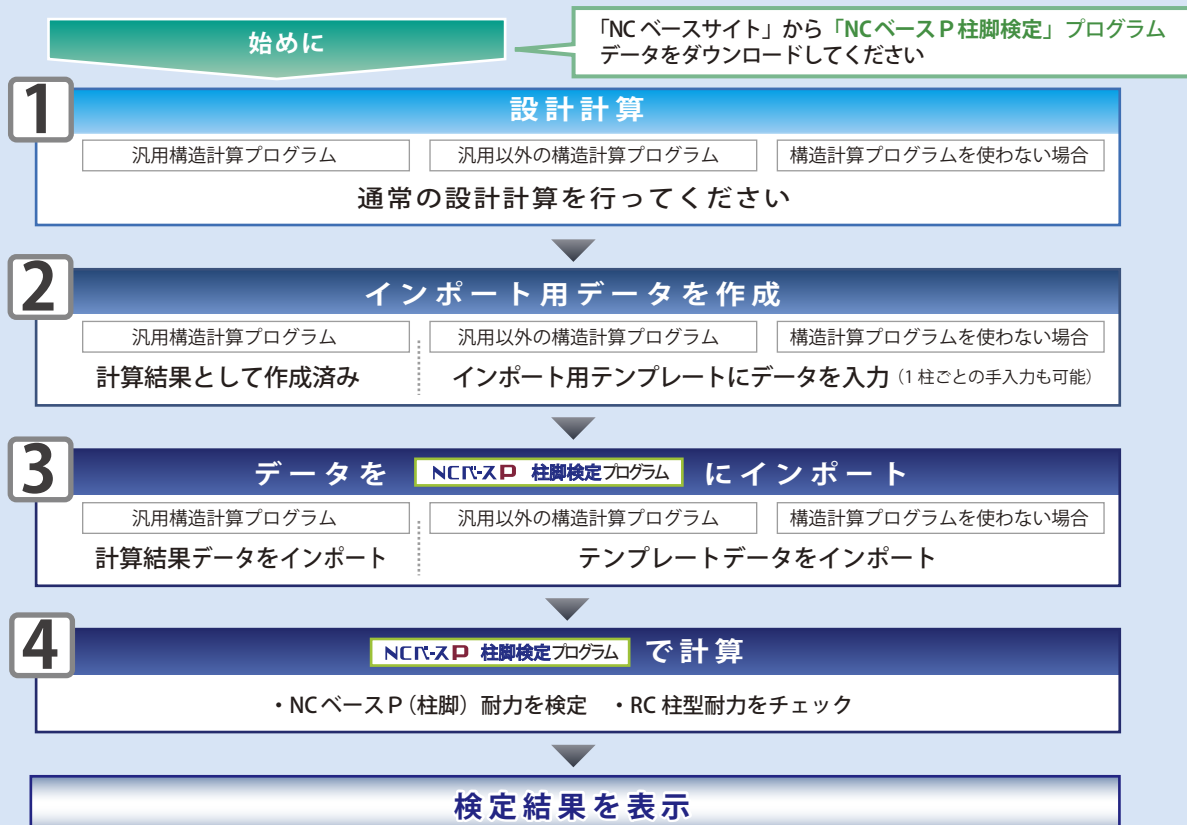 始めに
「NCベースサイト」から「NCベースP柱脚検定」プログラム
データをダウンロードしてください
1
設計計算
汎用構造計算プログラム
汎用以外の構造計算プログラム
構造計算プログラムを使わない場合
通常の設計計算を行ってください
2
インポート用データを作成
汎用構造計算プログラム
汎用以外の構造計算プログラム
構造計算プログラムを使わない場合
計算結果として作成済み
インポート用テンプレートにデータを入力（1柱ごとの手入力も可能）
3
データを NCベースP 柱脚検定プログラム にインポート
汎用構造計算プログラム
汎用以外の構造計算プログラム
構造計算プログラムを使わない場合
計算結果データをインポート
テンプレートデータをインポート
4
NCベースP 柱脚検定プログラム で計算
・NCベースP（柱脚）耐力を検定 ・RC柱型耐力をチェック
検定結果を表示